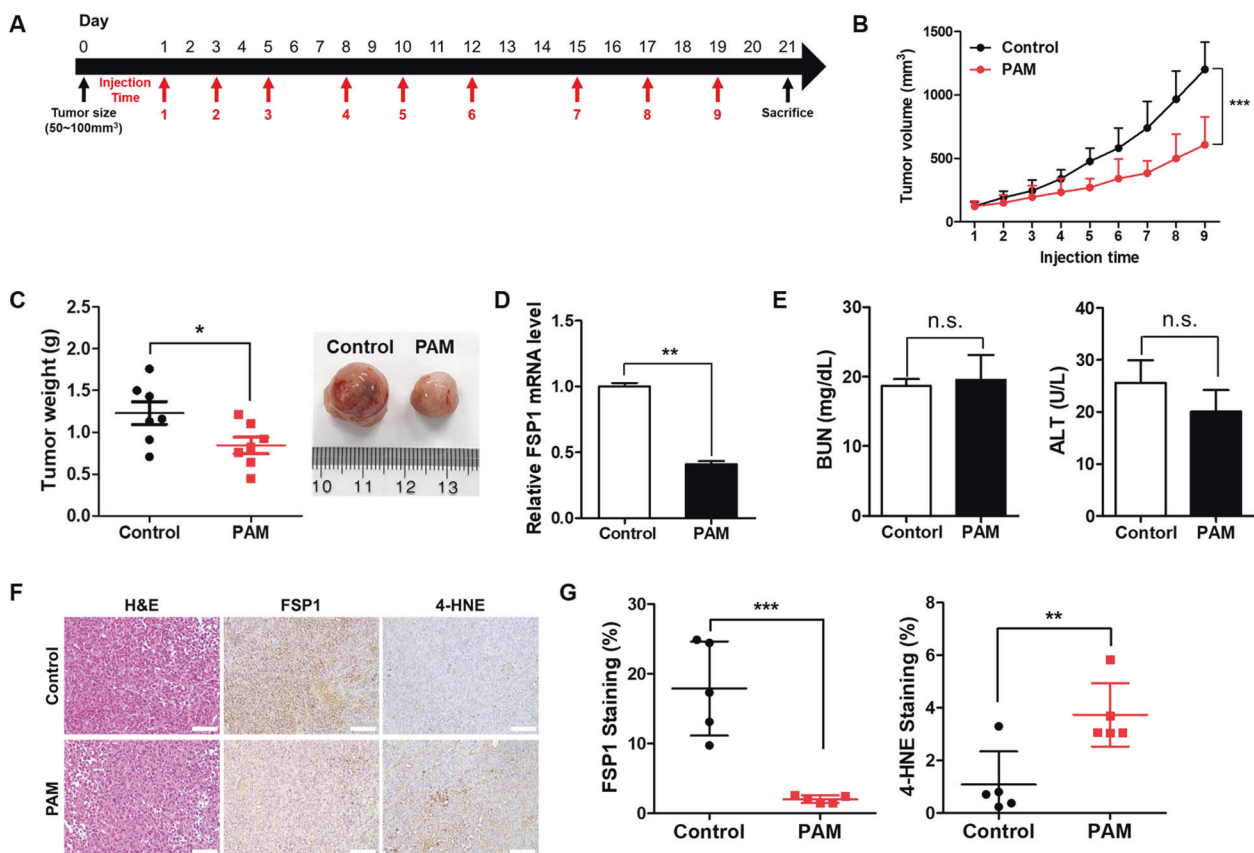 A
Day
0 1 2 3 4 5 6 7 8 9 10 11 12 13 14 15 16 17 18 19 20 21
Injection
Time
Tumor size
(50~100mm³)
1 2 3 4 5 6 7 8 9
Sacrifice
B
Control
PAM
Tumor volume (mm³)
1500
1000
500
0
***
1 2 3 4 5 6 7 8 9
Injection time
C
Tumor weight (g)
2.5
2.0
1.5
1.0
0.5
0.0
*
Control PAM
Control PAM
10 11 12 13
D
Relative FSP1 mRNA level
1.5
1.0
0.5
0.0
**
Control PAM
E
BUN (mg/dL)
30
20
10
0
n.s.
Contorl PAM
ALT (U/L)
40
30
20
10
0
n.s.
Contorl PAM
F
H&E FSP1 4-HNE
Control
PAM
G
FSP1 Staining (%)
30
20
10
0
***
Control PAM
4-HNE Staining (%)
8
6
4
2
0
**
Control PAM